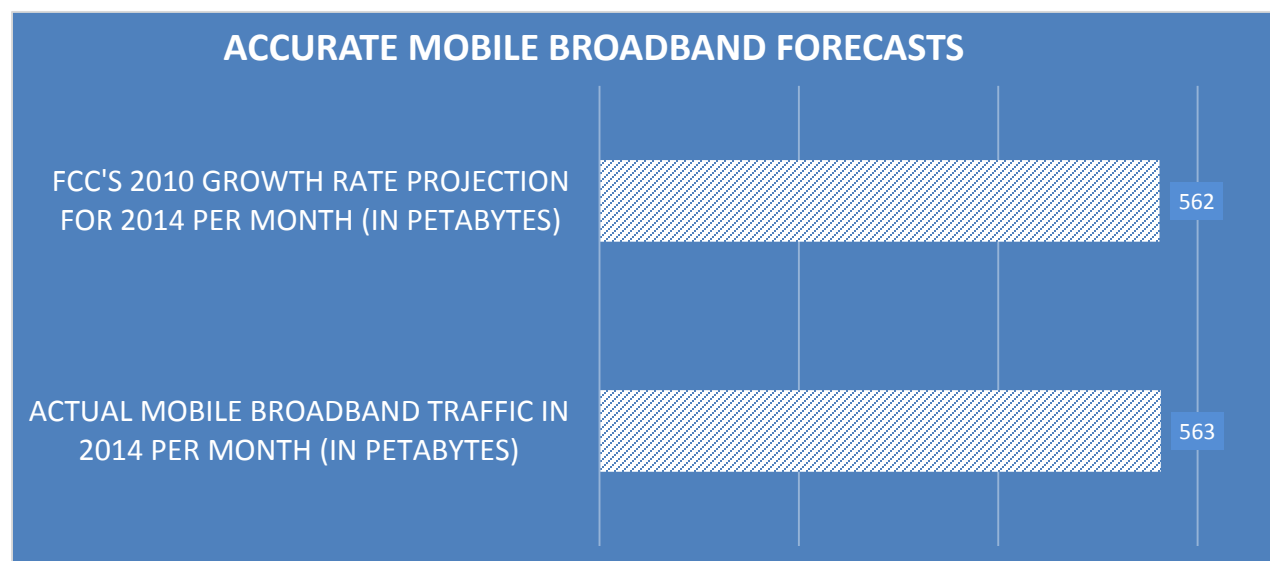 ACCURATE MOBILE BROADBAND FORECASTS
FCC'S 2010 GROWTH RATE PROJECTION
FOR 2014 PER MONTH (IN PETABYTES)
562
ACTUAL MOBILE BROADBAND TRAFFIC IN
2014 PER MONTH (IN PETABYTES)
563